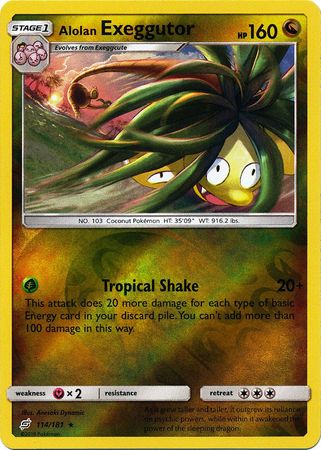 STAGE 1
Alolan Exeggutor
HP 160
Evolves from Exeggcute
NO. 103 Coconut Pokémon HT: 35'09" WT: 916.2 lbs.
Tropical Shake 20+
This attack does 20 more damage for each type of basic
Energy card in your discard pile. You can't add more than
100 damage in this way.
weakness ×2 resistance retreat
Illus. Anesaki Dynamic
114/181 ★
©2019 Pokémon
As it grew taller and taller, it outgrew its reliance
on psychic powers, while within it awakened the
power of the sleeping dragon.